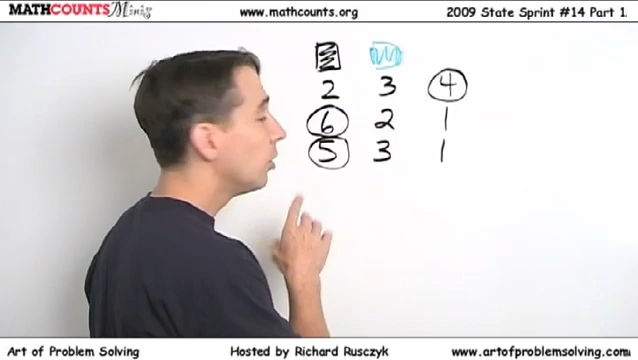 MATHCOUNTS Minis
www.mathcounts.org
2009 State Sprint #14 Part 1
2 3 4
6 2 1
5 3 1
Art of Problem Solving
Hosted by Richard Rusczyk
www.artofproblemsolving.com